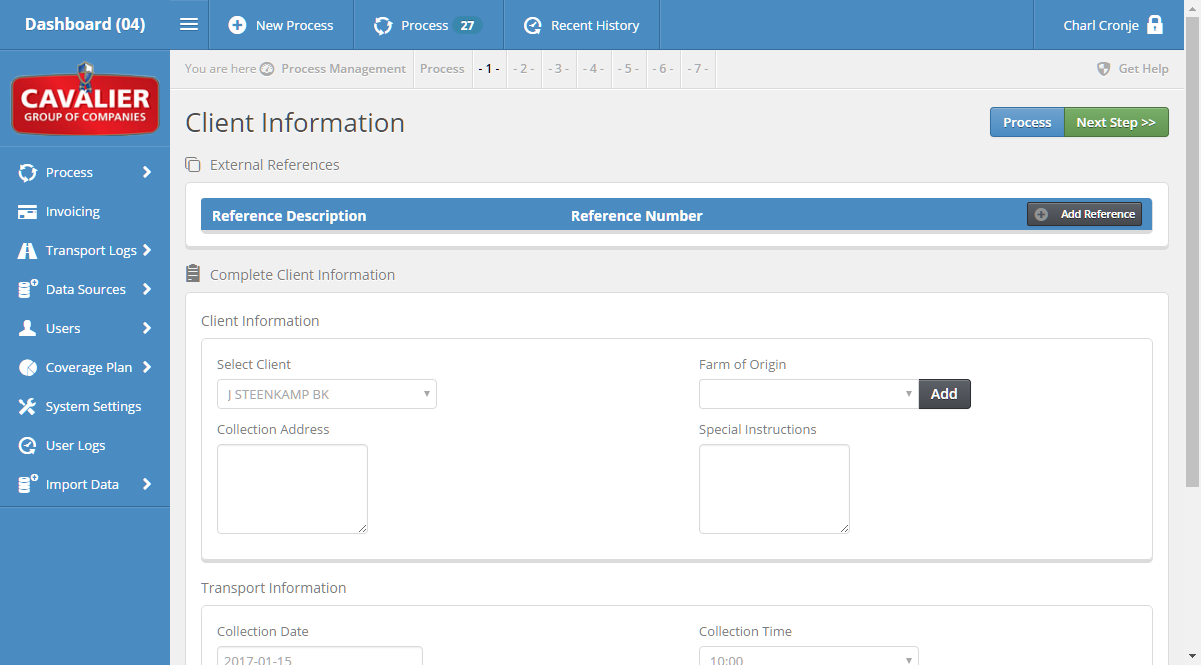 Dashboard (04)
New Process
Process 27
Recent History
Charl Cronje
You are here Process Management Process - 1 - - 2 - - 3 - - 4 - - 5 - - 6 - - 7 -
Get Help
CAVALIER
GROUP OF COMPANIES
Process
Invoicing
Transport Logs
Data Sources
Users
Coverage Plan
System Settings
User Logs
Import Data
Client Information
Process
Next Step >>
External References
Reference Description
Reference Number
Add Reference
Complete Client Information
Client Information
Select Client
J STEENKAMP BK
Farm of Origin
Add
Collection Address
Special Instructions
Transport Information
Collection Date
2017-01-15
Collection Time
10:00